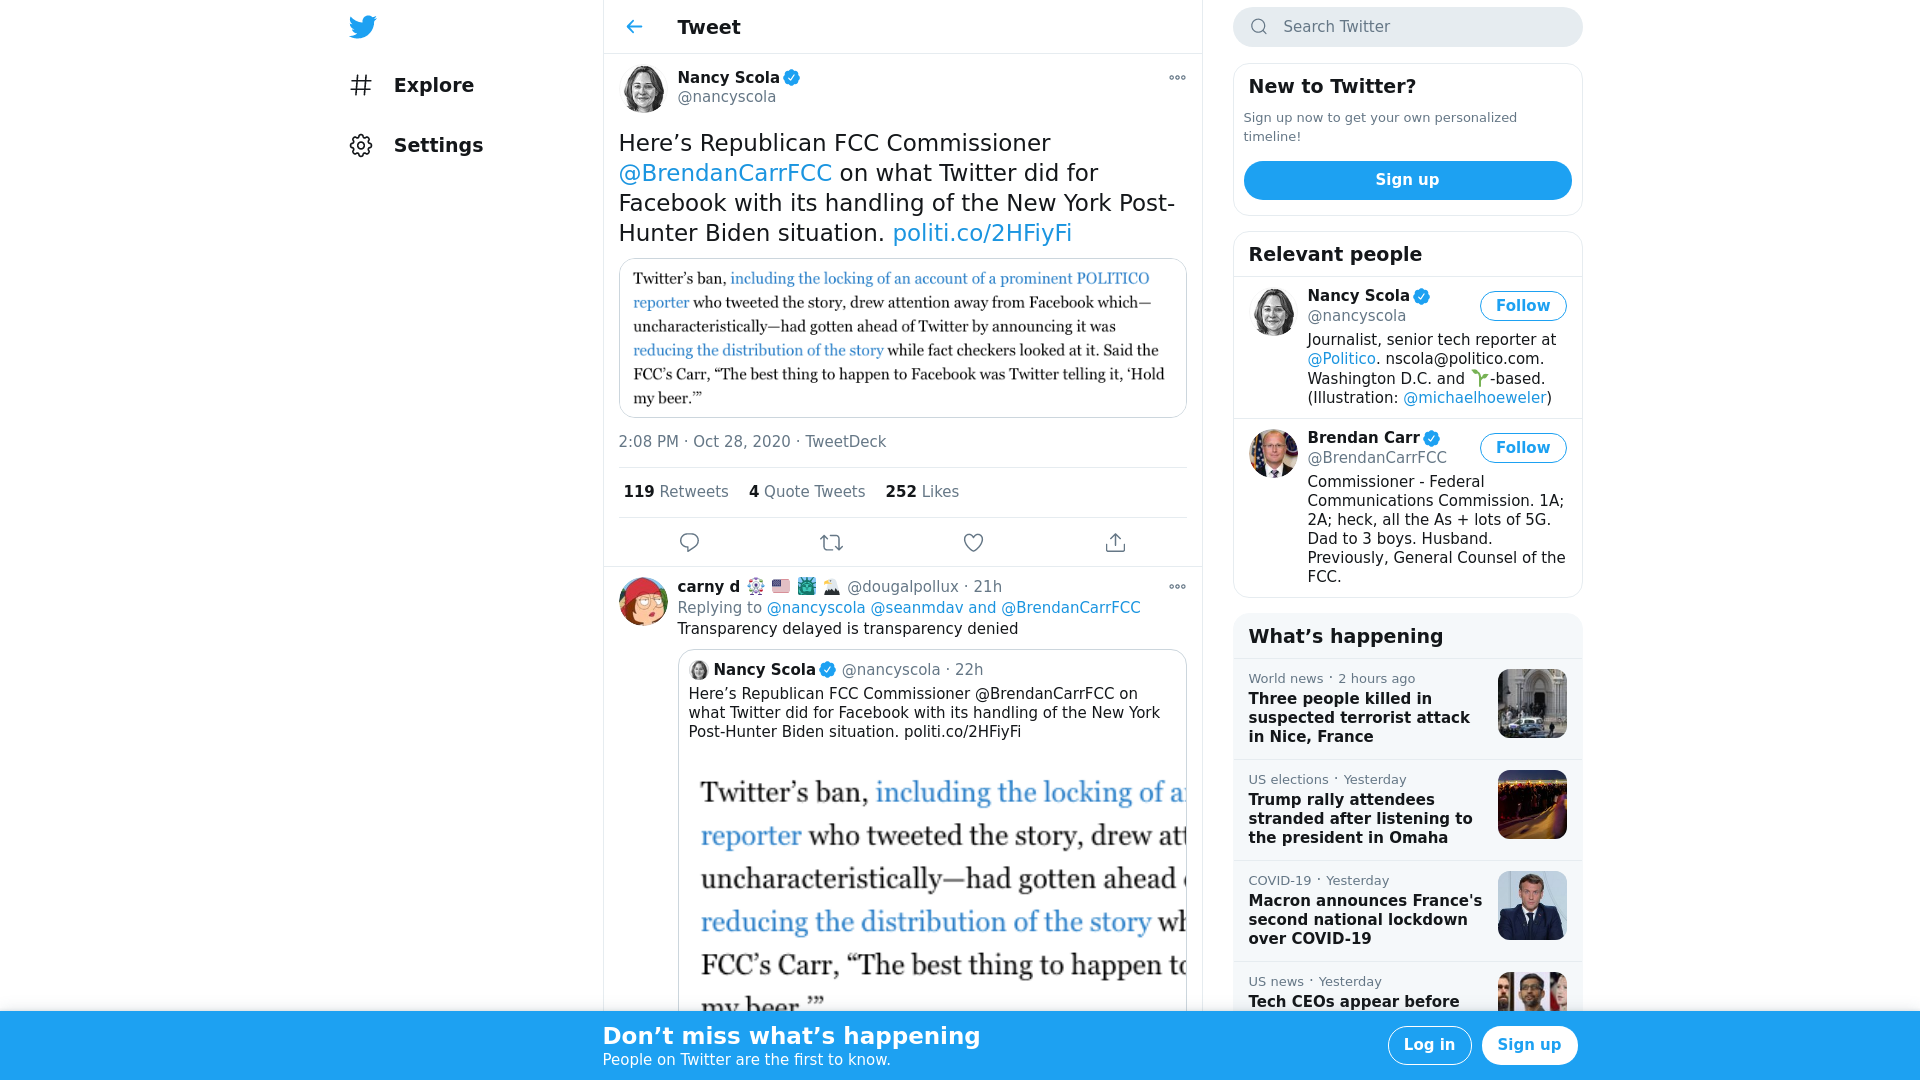 Explore
Settings
Tweet
Nancy Scola
@nancyscola
Here’s Republican FCC Commissioner
@BrendanCarrFCC on what Twitter did for
Facebook with its handling of the New York Post-
Hunter Biden situation. politi.co/2HFiyFi
Twitter’s ban, including the locking of an account of a prominent POLITICO
reporter who tweeted the story, drew attention away from Facebook which—
uncharacteristically—had gotten ahead of Twitter by announcing it was
reducing the distribution of the story while fact checkers looked at it. Said the
FCC’s Carr, “The best thing to happen to Facebook was Twitter telling it, ‘Hold
my beer.’”
2:08 PM · Oct 28, 2020 · TweetDeck
119 Retweets 4 Quote Tweets 252 Likes
carny d @dougalpollux · 21h
Replying to @nancyscola @seanmdav and @BrendanCarrFCC
Transparency delayed is transparency denied
Nancy Scola @nancyscola · 22h
Here’s Republican FCC Commissioner @BrendanCarrFCC on
what Twitter did for Facebook with its handling of the New York
Post-Hunter Biden situation. politi.co/2HFiyFi
Twitter’s ban, including the locking of a
reporter who tweeted the story, drew att
uncharacteristically—had gotten ahead
reducing the distribution of the story wh
FCC’s Carr, “The best thing to happen to
my beer.’”
Search Twitter
New to Twitter?
Sign up now to get your own personalized
timeline!
Sign up
Relevant people
Nancy Scola
@nancyscola
Follow
Journalist, senior tech reporter at
@Politico. nscola@politico.com.
Washington D.C. and -based.
(Illustration: @michaelhoeweler)
Brendan Carr
@BrendanCarrFCC
Follow
Commissioner - Federal
Communications Commission. 1A;
2A; heck, all the As + lots of 5G.
Dad to 3 boys. Husband.
Previously, General Counsel of the
FCC.
What’s happening
World news · 2 hours ago
Three people killed in
suspected terrorist attack
in Nice, France
US elections · Yesterday
Trump rally attendees
stranded after listening to
the president in Omaha
COVID-19 · Yesterday
Macron announces France's
second national lockdown
over COVID-19
US news · Yesterday
Tech CEOs appear before
Don’t miss what’s happening
People on Twitter are the first to know.
Log in
Sign up